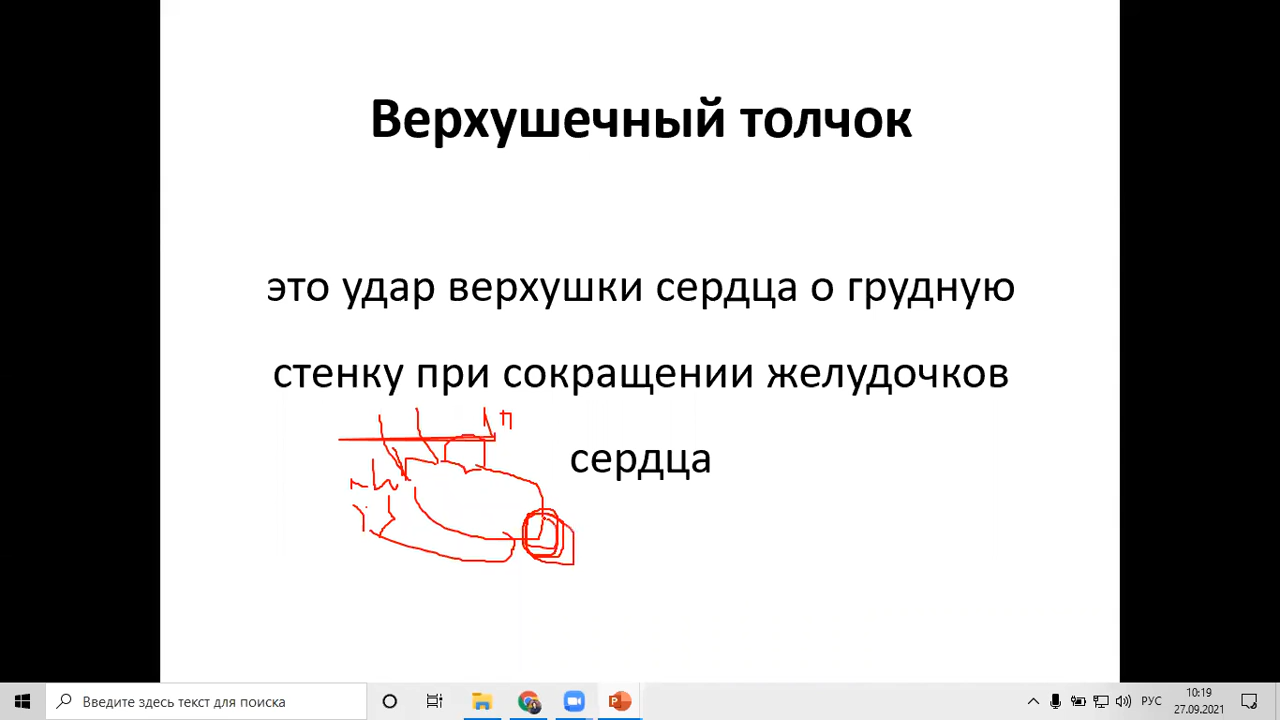 Верхушечный толчок
это удар верхушки сердца о грудную
стенку при сокращении желудочков
сердца
п
Введите здесь текст для поиска
РУС
10:19
27.09.2021